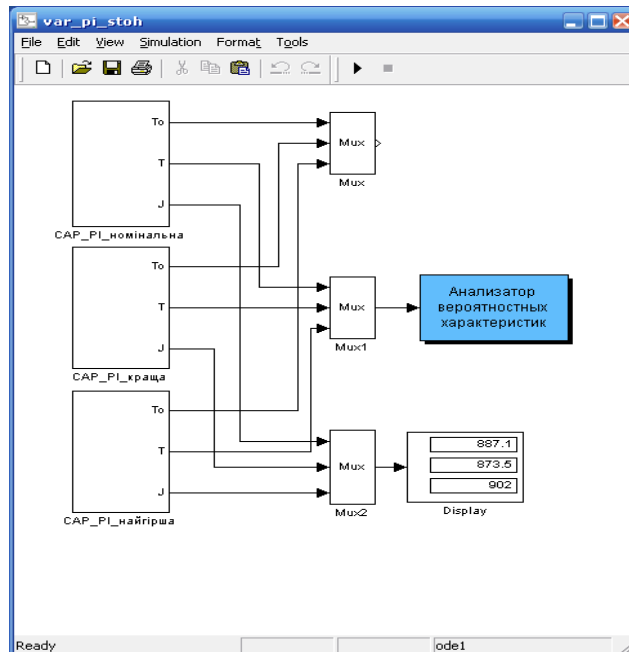 var_pi_stoh
File Edit View Simulation Format Tools
To
T
J
CAP_PI_номінальна
Mux
Mux
To
T
J
CAP_PI_краща
Mux
Mux1
Анализатор
вероятностных
характеристик
To
T
J
CAP_PI_найгірша
Mux
Mux2
887.1
873.5
902
Display
Ready
ode1